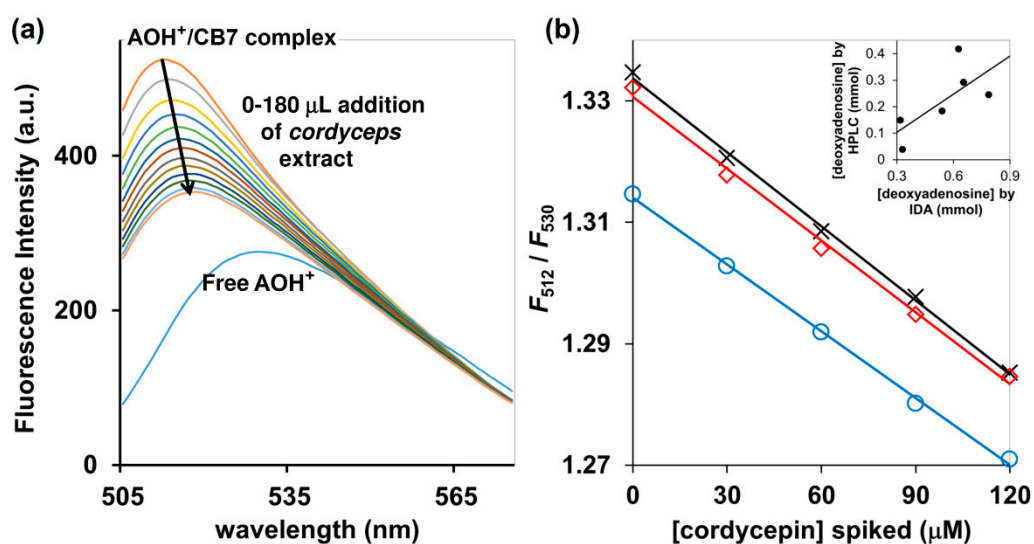 (a)
AOH⁺/CB7 complex
0-180 μL addition
of cordyceps
extract
Free AOH⁺
Fluorescence Intensity (a.u.)
400
200
0
505
535
565
wavelength (nm)
(b)
F512 / F530
1.33
1.31
1.29
1.27
0
30
60
90
120
[cordycepin] spiked (μM)
[deoxyadenosine] by
HPLC (mmol)
0.4
0.3
0.2
0.1
0
0.3
0.6
0.9
[deoxyadenosine] by
IDA (mmol)